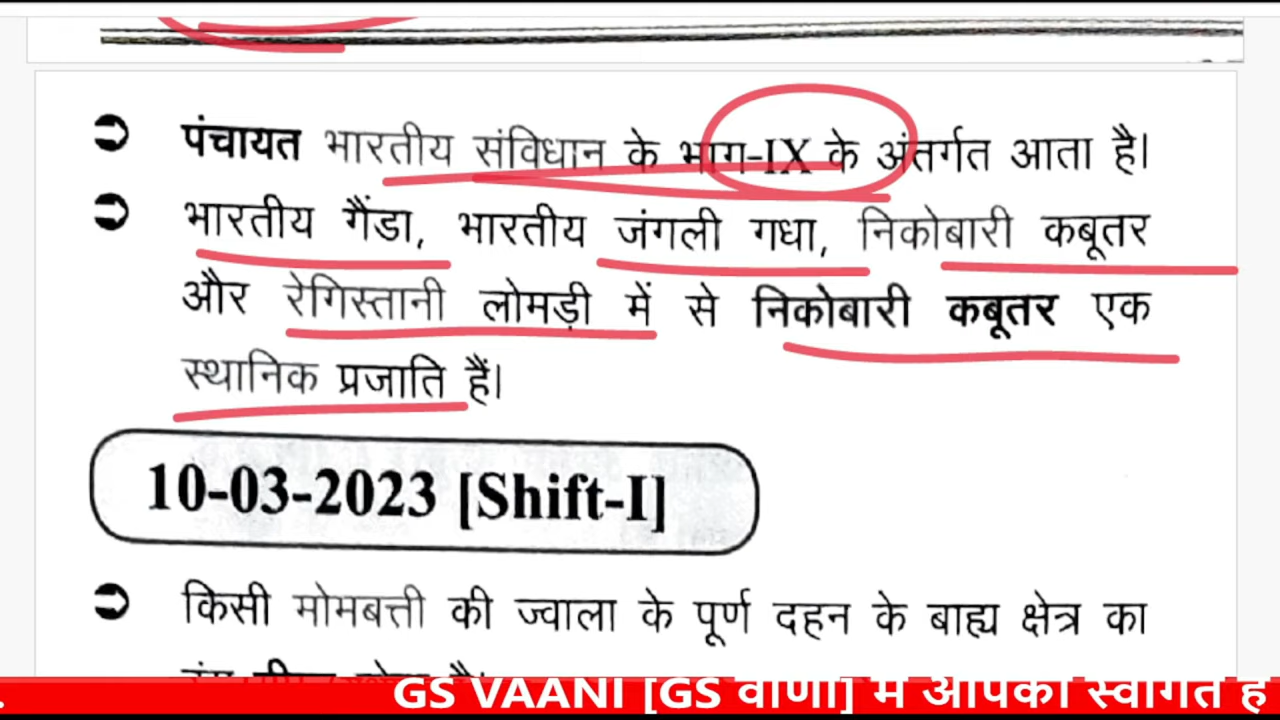 ➲ पंचायत भारतीय संविधान के भाग-IX के अंतर्गत आता है।
➲ भारतीय गैंडा, भारतीय जंगली गधा, निकोबारी कबूतर
और रेगिस्तानी लोमड़ी में से निकोबारी कबूतर एक
स्थानिक प्रजाति हैं।
10-03-2023 [Shift-I]
➲ किसी मोमबत्ती की ज्वाला के पूर्ण दहन के बाह्य क्षेत्र का
GS VAANI [GS वाणी] में आपका स्वागत है